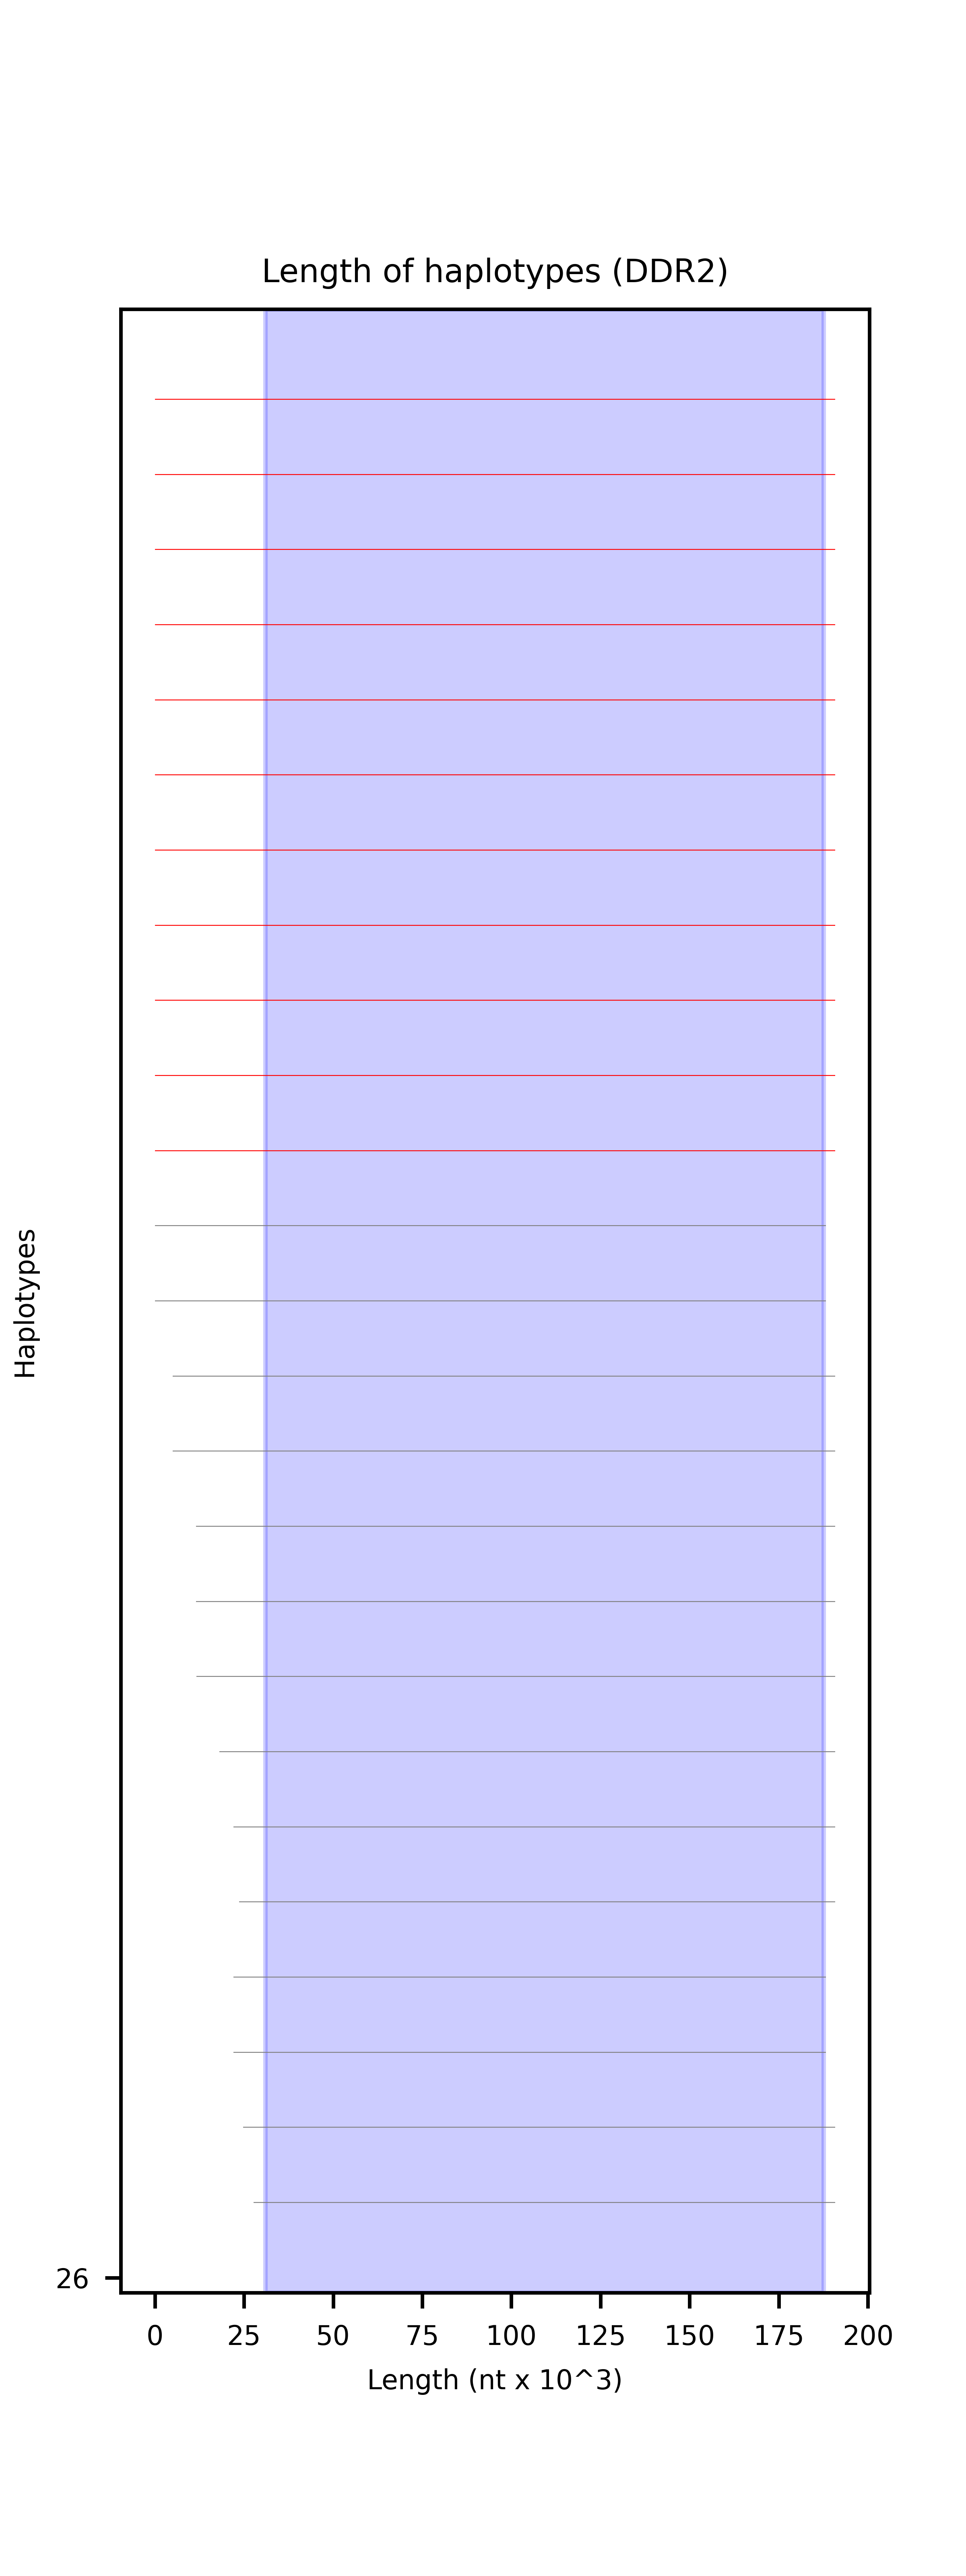 Length of haplotypes (DDR2)
Haplotypes
26
0 25 50 75 100 125 150 175 200
Length (nt x 10^3)